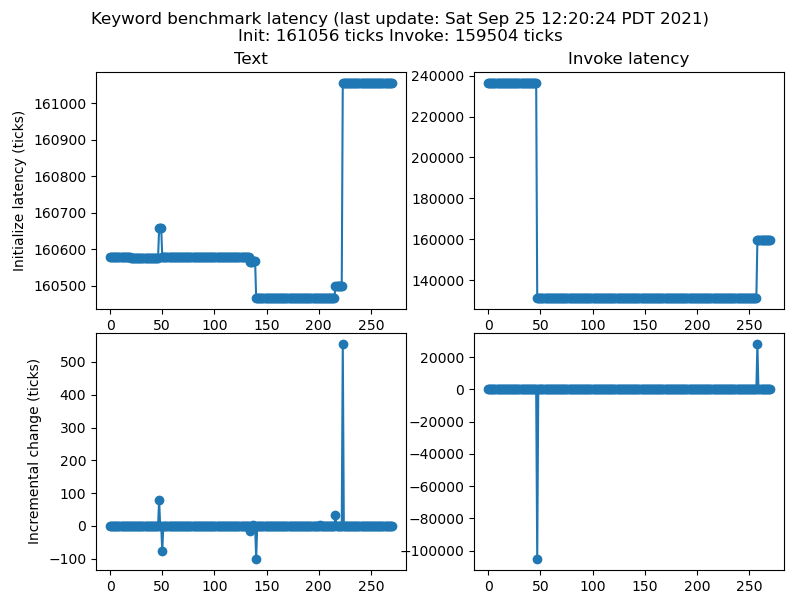 Keyword benchmark latency (last update: Sat Sep 25 12:20:24 PDT 2021)
Init: 161056 ticks Invoke: 159504 ticks
Text
Invoke latency
Initialize latency (ticks)
161000
160900
160800
160700
160600
160500
0 50 100 150 200 250
240000
220000
200000
180000
160000
140000
0 50 100 150 200 250
Incremental change (ticks)
500
400
300
200
100
0
−100
0 50 100 150 200 250
20000
0
−20000
−40000
−60000
−80000
−100000
0 50 100 150 200 250